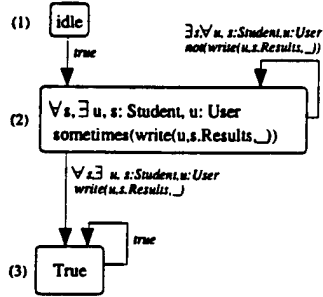 (1) idle
true
∃ s,∀ u, s:Student,u: User
not(write(u,s.Results,_))
(2) ∀ s, ∃ u, s: Student, u: User
sometimes(write(u,s.Results,_))
∀ s,∃ u, s:Student,u: User
write(u,s.Results,_)
true
(3) True